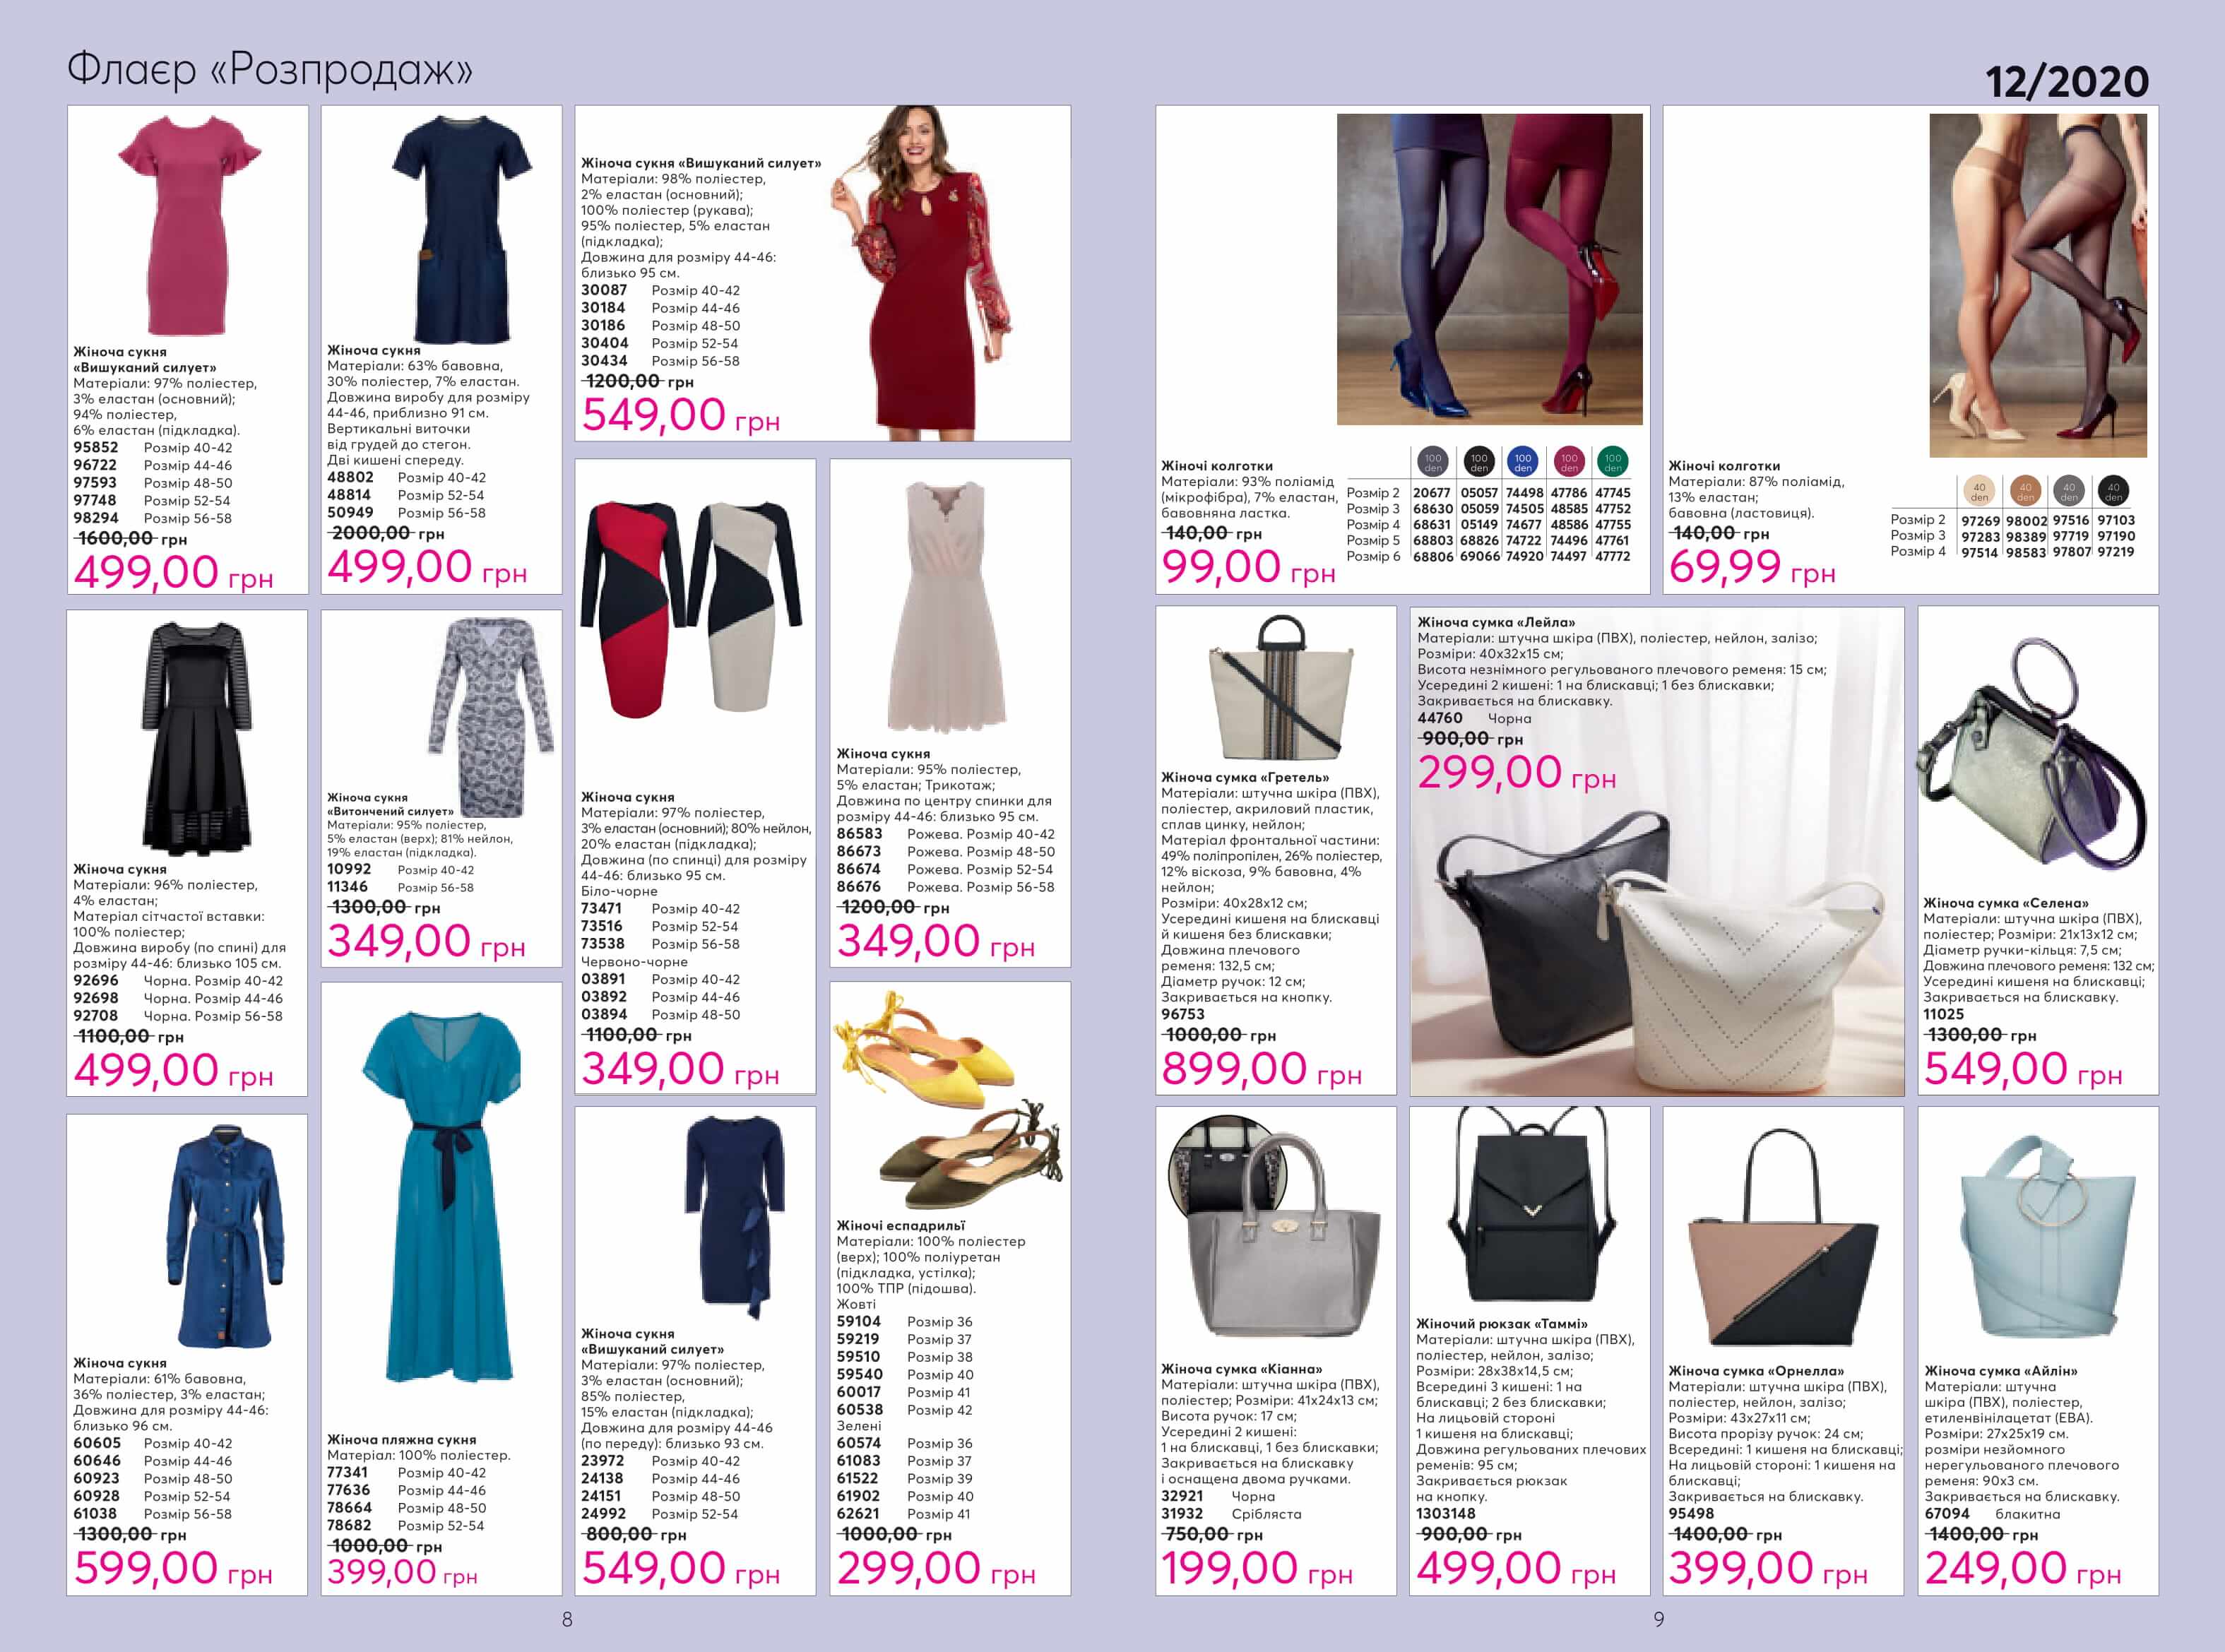 Флаєр «Розпродаж»
12/2020
Жіноча сукня
«Вишуканий силует»
Матеріали: 97% поліестер,
3% еластан (основний);
94% поліестер,
6% еластан (підкладка).
95852 Розмір 40-42
96722 Розмір 44-46
97593 Розмір 48-50
97748 Розмір 52-54
98294 Розмір 56-58
1600,00 грн
499,00 грн
Жіноча сукня
Матеріали: 63% бавовна,
30% поліестер, 7% еластан.
Довжина виробу для розміру
44-46, приблизно 91 см.
Вертикальні виточки
від грудей до стегон.
Дві кишені спереду.
48802 Розмір 40-42
48814 Розмір 52-54
50949 Розмір 56-58
2000,00 грн
499,00 грн
Жіноча сукня «Вишуканий силует»
Матеріали: 98% поліестер,
2% еластан (основний);
100% поліестер (рукава);
95% поліестер, 5% еластан
(підкладка);
Довжина для розміру 44-46:
близько 95 см.
30087 Розмір 40-42
30184 Розмір 44-46
30186 Розмір 48-50
30404 Розмір 52-54
30434 Розмір 56-58
1200,00 грн
549,00 грн
Жіноча сукня
Матеріали: 96% поліестер,
4% еластан;
Матеріал сітчастої вставки:
100% поліестер;
Довжина виробу (по спині) для
розміру 44-46: близько 105 см.
92696 Чорна. Розмір 40-42
92698 Чорна. Розмір 44-46
92708 Чорна. Розмір 56-58
1100,00 грн
499,00 грн
Жіноча сукня
«Витончений силует»
Матеріали: 95% поліестер,
5% еластан (верх); 81% нейлон,
19% еластан (підкладка).
10992 Розмір 40-42
11346 Розмір 56-58
1300,00 грн
349,00 грн
Жіноча сукня
Матеріали: 97% поліестер,
3% еластан (основний); 80% нейлон,
20% еластан (підкладка);
Довжина (по спинці) для розміру
44-46: близько 95 см.
Біло-чорне
73471 Розмір 40-42
73516 Розмір 52-54
73538 Розмір 56-58
Червоно-чорне
03891 Розмір 40-42
03892 Розмір 44-46
03894 Розмір 48-50
1100,00 грн
349,00 грн
Жіноча сукня
Матеріали: 95% поліестер,
5% еластан; Трикотаж;
Довжина по центру спинки для
розміру 44-46: близько 95 см.
86583 Рожева. Розмір 40-42
86673 Рожева. Розмір 48-50
86674 Рожева. Розмір 52-54
86676 Рожева. Розмір 56-58
1200,00 грн
349,00 грн
Жіноча сукня
Матеріали: 61% бавовна,
36% поліестер, 3% еластан;
Довжина для розміру 44-46:
близько 96 см.
60605 Розмір 40-42
60646 Розмір 44-46
60923 Розмір 48-50
60928 Розмір 52-54
61038 Розмір 56-58
1300,00 грн
599,00 грн
Жіноча пляжна сукня
Матеріал: 100% поліестер.
77341 Розмір 40-42
77636 Розмір 44-46
78664 Розмір 48-50
78682 Розмір 52-54
1000,00 грн
399,00 грн
Жіноча сукня
«Вишуканий силует»
Матеріали: 97% поліестер,
3% еластан (основний);
85% поліестер,
15% еластан (підкладка);
Довжина для розміру 44-46
(по переду): близько 93 см.
23972 Розмір 40-42
24138 Розмір 44-46
24151 Розмір 48-50
24992 Розмір 52-54
800,00 грн
549,00 грн
Жіночі еспадрильї
Матеріали: 100% поліестер
(верх); 100% поліуретан
(підкладка, устілка);
100% ТПР (підошва).
Жовті
59104 Розмір 36
59219 Розмір 37
59510 Розмір 38
59540 Розмір 40
60017 Розмір 41
60538 Розмір 42
Зелені
60574 Розмір 36
61083 Розмір 37
61522 Розмір 39
61902 Розмір 40
62621 Розмір 41
1000,00 грн
299,00 грн
8
Жіночі колготки
Матеріали: 93% поліамід
(мікрофібра), 7% еластан,
бавовняна ластка.
140,00 грн
99,00 грн
100 den 100 den 100 den 100 den 100 den
Розмір 2 20677 05057 74498 47786 47745
Розмір 3 68630 05059 74505 48585 47752
Розмір 4 68631 05149 74677 48586 47755
Розмір 5 68803 68826 74722 74496 47761
Розмір 6 68806 69066 74920 74497 47772
Жіночі колготки
Матеріали: 87% поліамід,
13% еластан;
бавовна (ластовиця).
140,00 грн
69,99 грн
40 den 40 den 40 den 40 den
Розмір 2 97269 98002 97516 97103
Розмір 3 97283 98389 97719 97190
Розмір 4 97514 98583 97807 97219
Жіноча сумка «Гретель»
Матеріали: штучна шкіра (ПВХ),
поліестер, акриловий пластик,
сплав цинку, нейлон;
Матеріал фронтальної частини:
49% поліпропілен, 26% поліестер,
12% віскоза, 9% бавовна, 4%
нейлон;
Розміри: 40х28х12 см;
Усередині кишеня на блискавці
й кишеня без блискавки;
Довжина плечового
ременя: 132,5 см;
Діаметр ручок: 12 см;
Закривається на кнопку.
96753
1000,00 грн
899,00 грн
Жіноча сумка «Лейла»
Матеріали: штучна шкіра (ПВХ), поліестер, нейлон, залізо;
Розміри: 40х32х15 см;
Висота незнімного регульованого плечового ременя: 15 см;
Усередині 2 кишені: 1 на блискавці; 1 без блискавки;
Закривається на блискавку.
44760 Чорна
900,00 грн
299,00 грн
Жіноча сумка «Селена»
Матеріали: штучна шкіра (ПВХ),
поліестер; Розміри: 21х13х12 см;
Діаметр ручки-кільця: 7,5 см;
Довжина плечового ременя: 132 см;
Усередині кишеня на блискавці;
Закривається на блискавку.
11025
1300,00 грн
549,00 грн
Жіноча сумка «Кіанна»
Матеріали: штучна шкіра (ПВХ),
поліестер; Розміри: 41х24х13 см;
Висота ручок: 17 см;
Усередині 2 кишені:
1 на блискавці, 1 без блискавки;
Закривається на блискавку
і оснащена двома ручками.
32921 Чорна
31932 Срібляста
750,00 грн
199,00 грн
Жіночий рюкзак «Таммі»
Матеріали: штучна шкіра (ПВХ),
поліестер, нейлон, залізо;
Розміри: 28х38х14,5 см;
Всередині 3 кишені: 1 на
блискавці; 2 без блискавки;
На лицьовій стороні
1 кишеня на блискавці;
Довжина регульованих плечових
ременів: 95 см;
Закривається рюкзак
на кнопку.
1303148
900,00 грн
499,00 грн
Жіноча сумка «Орнелла»
Матеріали: штучна шкіра (ПВХ),
поліестер, нейлон, залізо;
Розміри: 43х27х11 см;
Висота прорізу ручок: 24 см;
Всередині: 1 кишеня на блискавці;
На лицьовій стороні: 1 кишеня на
блискавці;
Закривається на блискавку.
95498
1400,00 грн
399,00 грн
Жіноча сумка «Айлін»
Матеріали: штучна
шкіра (ПВХ), поліестер,
етиленвінілацетат (ЕВА).
Розміри: 27х25х19 см.
розміри незйомного
нерегульованого плечового
ременя: 90х3 см.
Закривається на блискавку.
67094 блакитна
1400,00 грн
249,00 грн
9